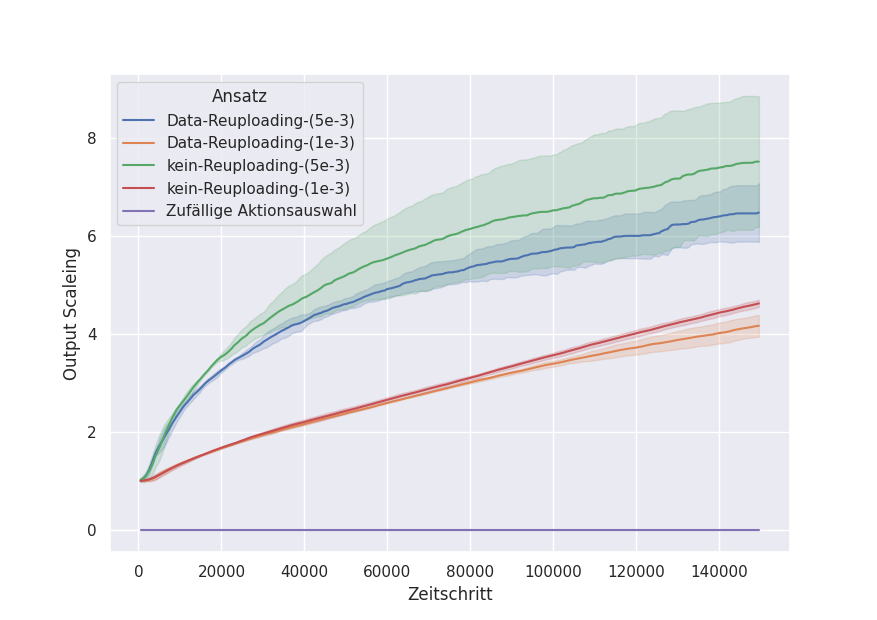 Ansatz
Data-Reuploading-(5e-3)
Data-Reuploading-(1e-3)
kein-Reuploading-(5e-3)
kein-Reuploading-(1e-3)
Zufällige Aktionsauswahl
Output Scaleing
8
6
4
2
0
0 20000 40000 60000 80000 100000 120000 140000
Zeitschritt